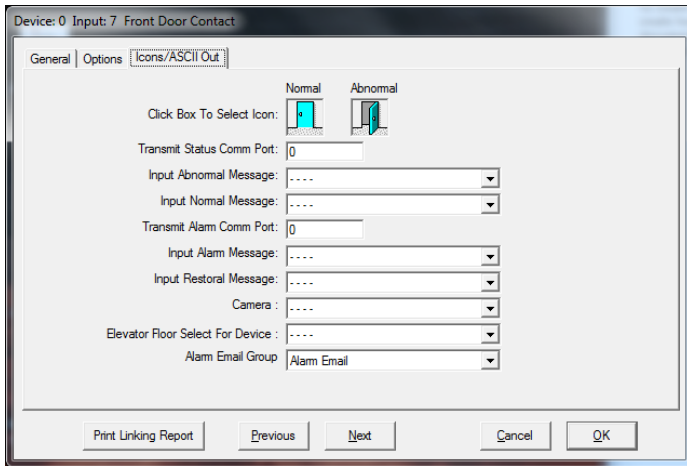 Device: 0 Input: 7 Front Door Contact
General Options Icons/ASCII Out
Normal Abnormal
Click Box To Select Icon:
Transmit Status Comm Port: 0
Input Abnormal Message: ----
Input Normal Message: ----
Transmit Alarm Comm Port: 0
Input Alarm Message: ----
Input Restoral Message: ----
Camera : ----
Elevator Floor Select For Device : ----
Alarm Email Group Alarm Email
Print Linking Report Previous Next Cancel OK